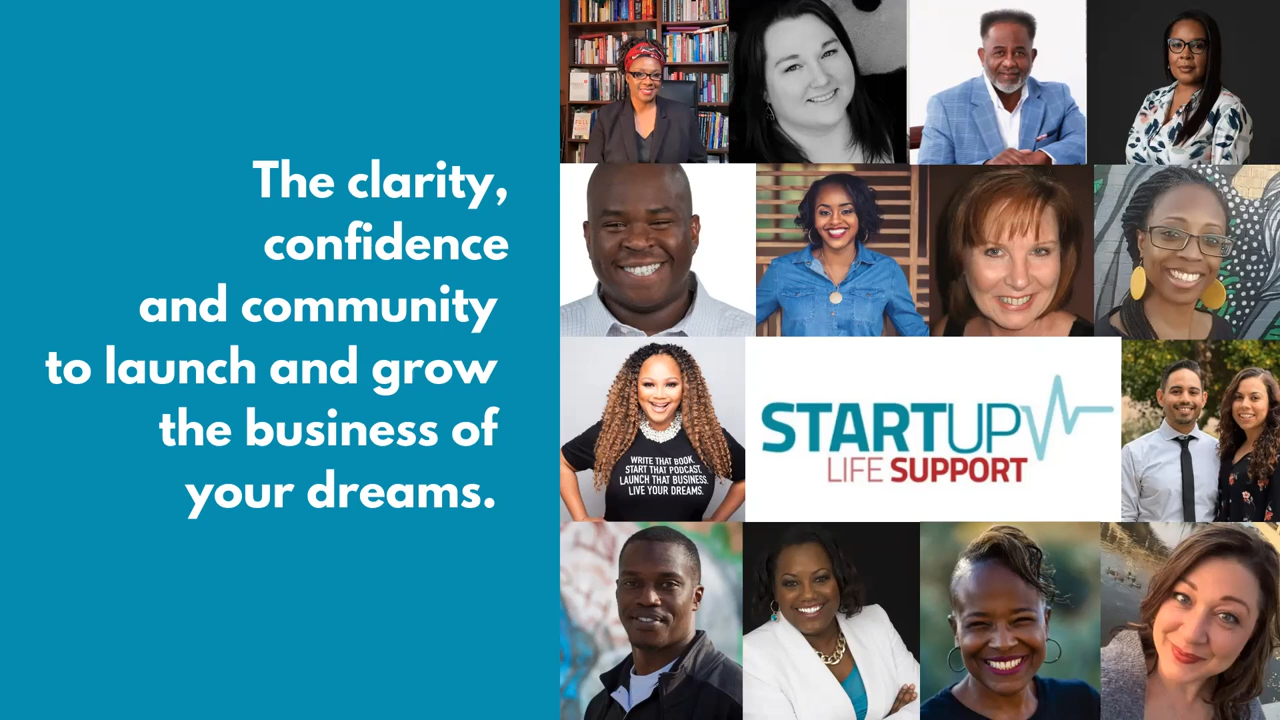 The clarity,
confidence
and community
to launch and grow
the business of
your dreams.
WRITE THAT BOOK.
START THAT PODCAST,
LAUNCH THAT BUSINESS,
LIVE YOUR DREAMS.
STARTUP
LIFE SUPPORT